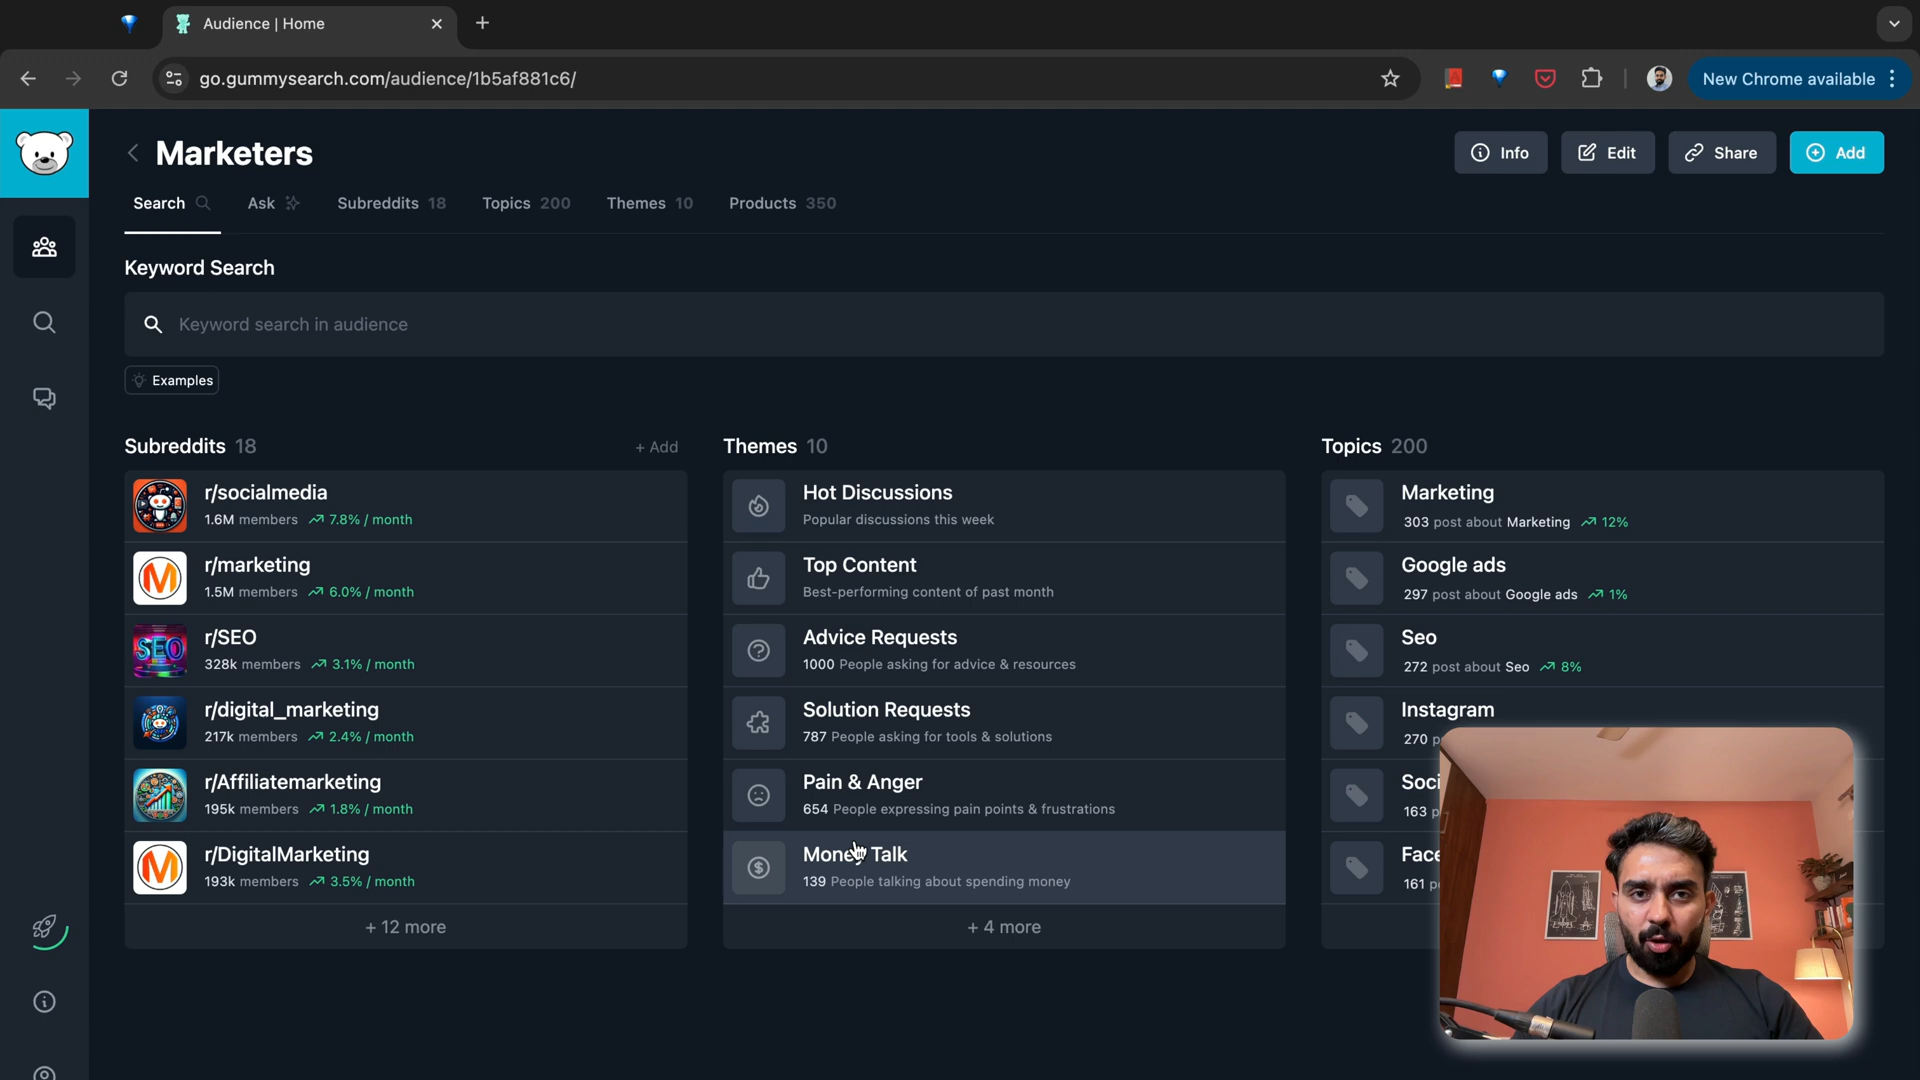 Audience | Home
go.gummysearch.com/audience/1b5af881c6/
New Chrome available
Marketers
Info
Edit
Share
Add
Search
Ask
Subreddits 18
Topics 200
Themes 10
Products 350
Keyword Search
Keyword search in audience
Examples
Subreddits 18
+ Add
r/socialmedia
1.6M members 7.8% / month
r/marketing
1.5M members 6.0% / month
SEO
r/SEO
328k members 3.1% / month
r/digital_marketing
217k members 2.4% / month
r/Affiliatemarketing
195k members 1.8% / month
r/DigitalMarketing
193k members 3.5% / month
+ 12 more
Themes 10
Hot Discussions
Popular discussions this week
Top Content
Best-performing content of past month
Advice Requests
1000 People asking for advice & resources
Solution Requests
787 People asking for tools & solutions
Pain & Anger
654 People expressing pain points & frustrations
Money Talk
139 People talking about spending money
+ 4 more
Topics 200
Marketing
303 post about Marketing 12%
Google ads
297 post about Google ads 1%
Seo
272 post about Seo 8%
Instagram
270
163
161